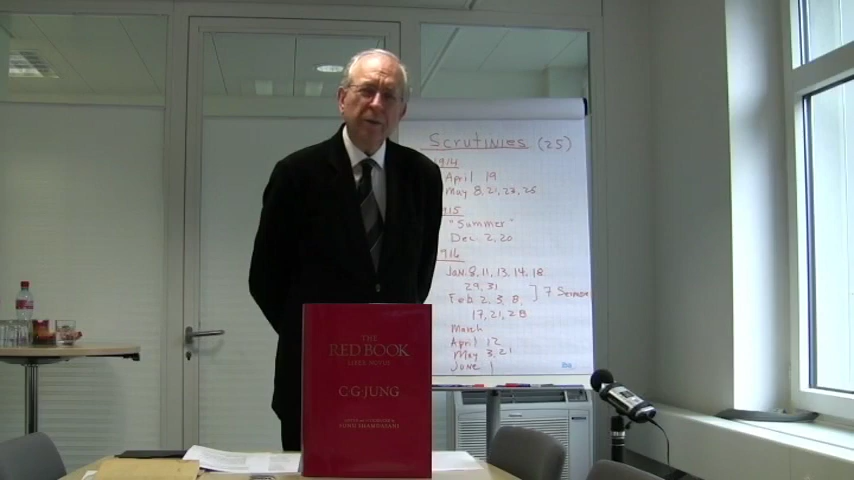 SCRUTINIES (25)
1914
April 19
May 8, 21, 23, 25
1915
"Summer"
Dec. 2, 20
1916
Jan. 8, 11, 13, 14, 18
29, 31
Feb. 2, 3, 8,
] 7 Sermons
17, 21, 28
March
April 12
May 3, 21
June 1
THE
RED BOOK
LIBER NOVUS
C·G·JUNG
SONU SHAMDASANI